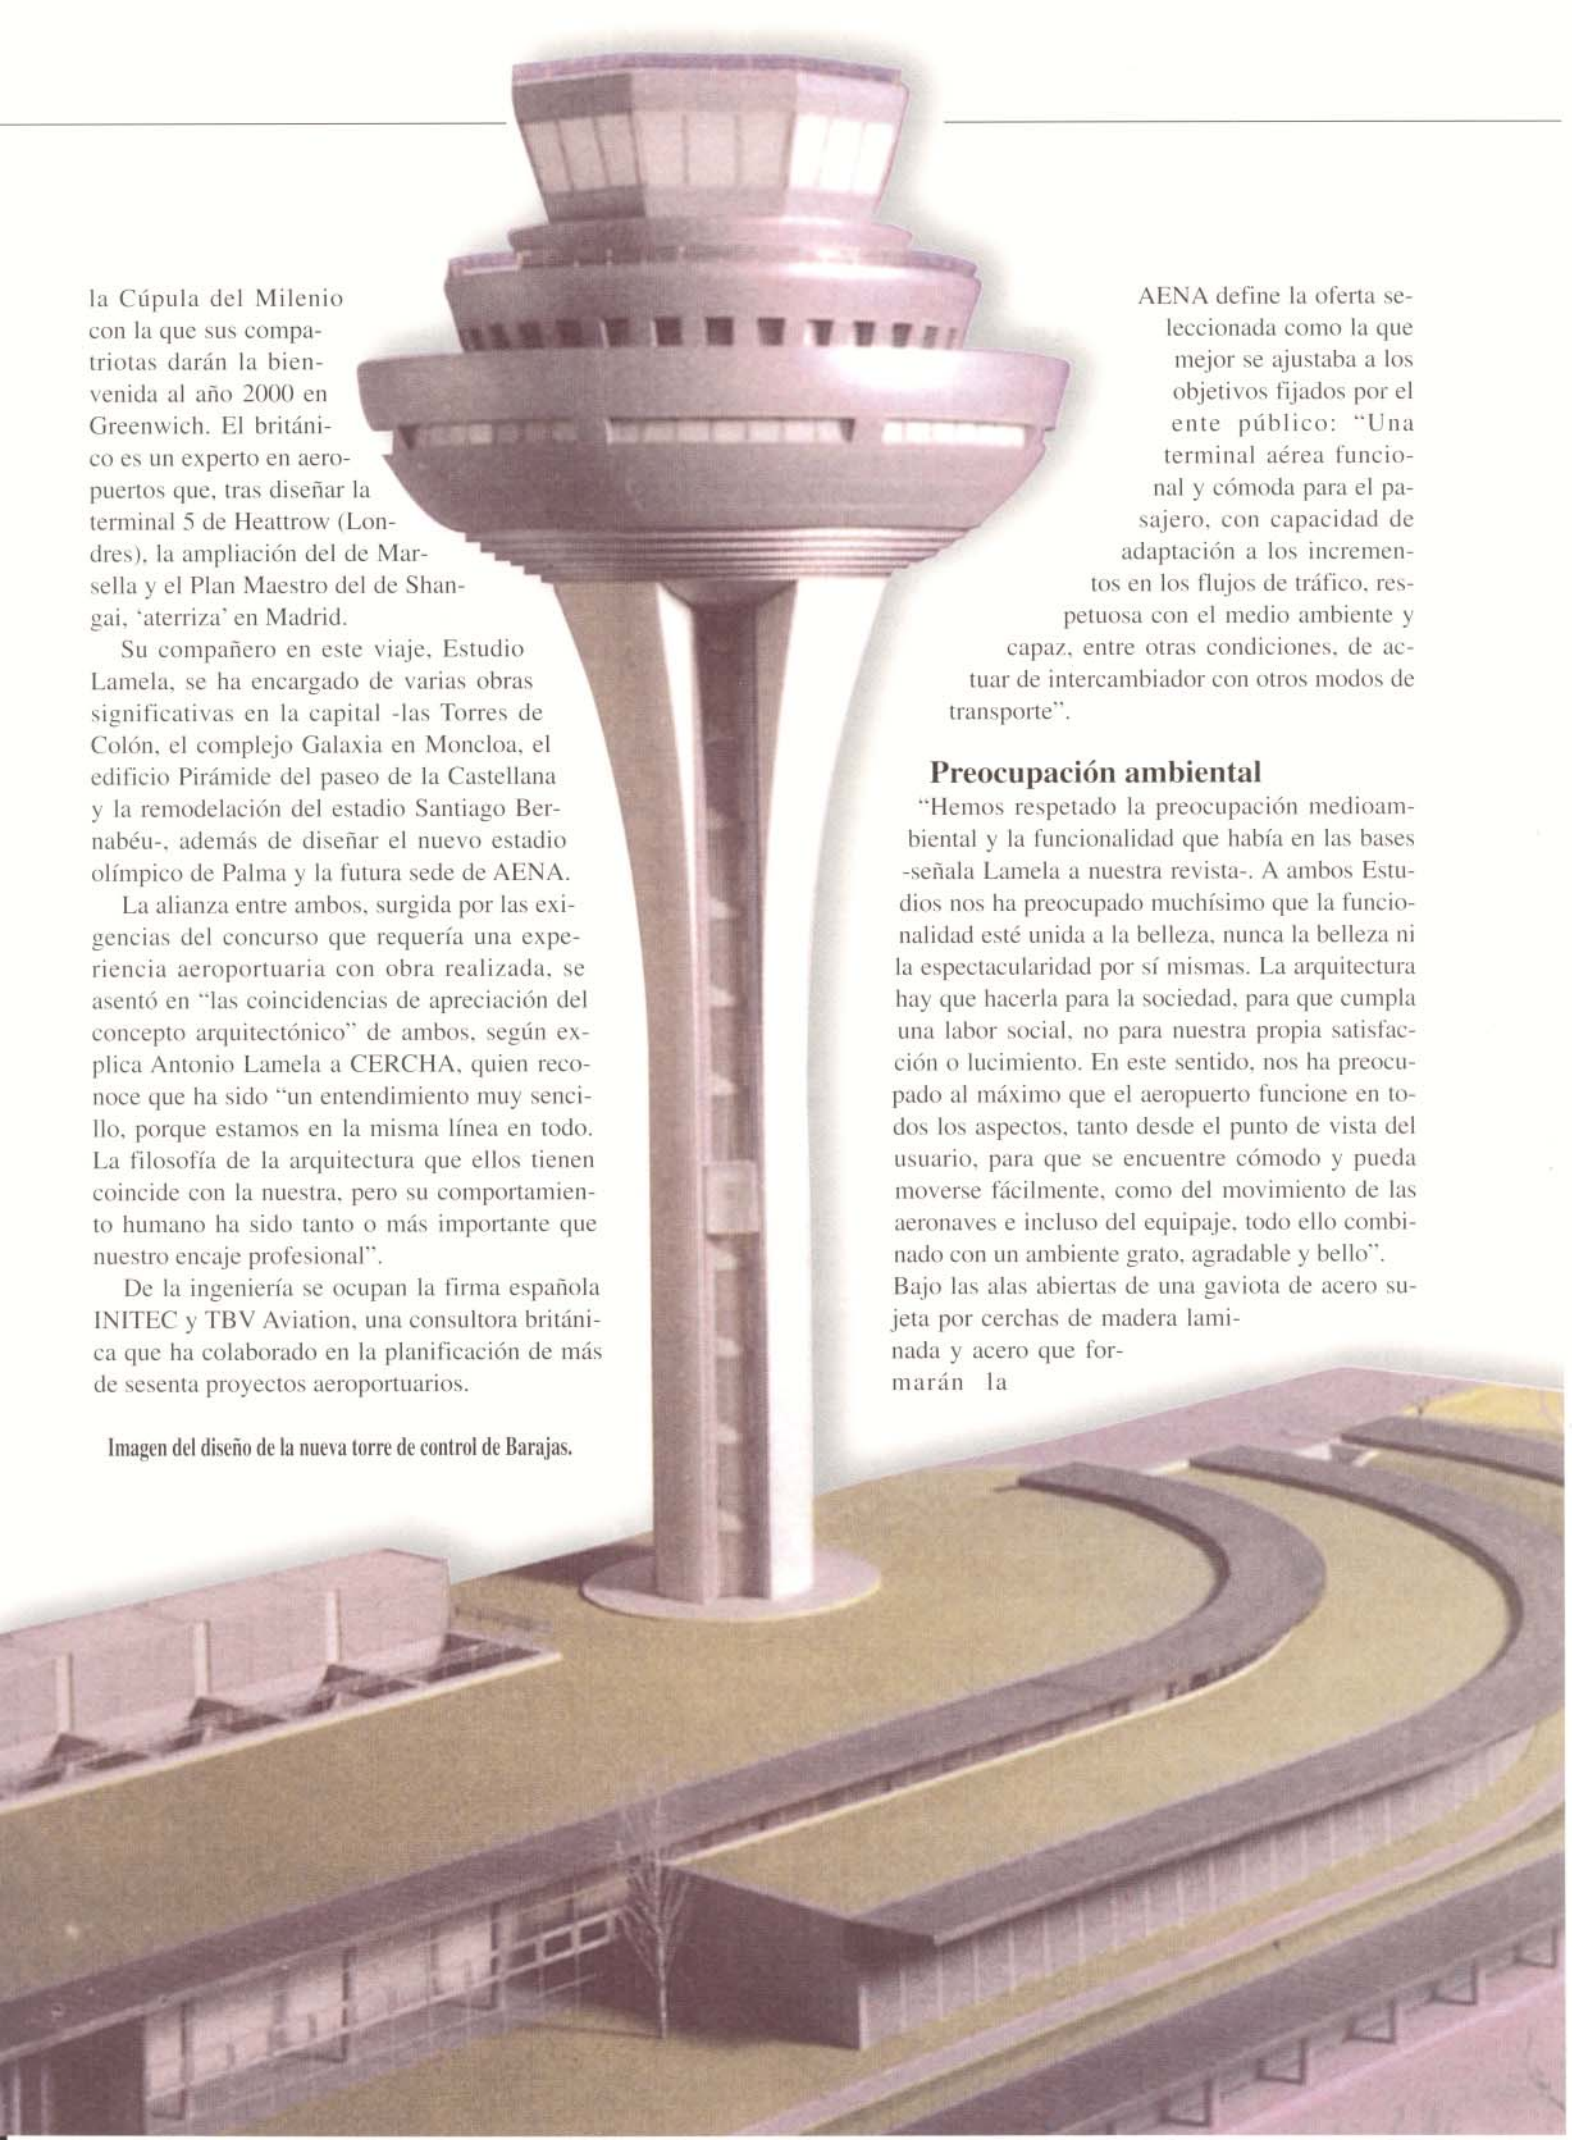 la Cúpula del Milenio
con la que sus compa-
triotas darán la bien-
venida al año 2000 en
Greenwich. El británi-
co es un experto en aero-
puertos que, tras diseñar la
terminal 5 de Heattrow (Lon-
dres), la ampliación del de Mar-
sella y el Plan Maestro del de Shan-
gai, ‘aterriza’ en Madrid.
Su compañero en este viaje, Estudio
Lamela, se ha encargado de varias obras
significativas en la capital -las Torres de
Colón, el complejo Galaxia en Moncloa, el
edificio Pirámide del paseo de la Castellana
y la remodelación del estadio Santiago Ber-
nabéu-, además de diseñar el nuevo estadio
olímpico de Palma y la futura sede de AENA.
La alianza entre ambos, surgida por las exi-
gencias del concurso que requería una expe-
riencia aeroportuaria con obra realizada, se
asentó en “las coincidencias de apreciación del
concepto arquitectónico” de ambos, según ex-
plica Antonio Lamela a CERCHA, quien reco-
noce que ha sido “un entendimiento muy senci-
llo, porque estamos en la misma línea en todo.
La filosofía de la arquitectura que ellos tienen
coincide con la nuestra, pero su comportamien-
to humano ha sido tanto o más importante que
nuestro encaje profesional”.
De la ingeniería se ocupan la firma española
INITEC y TBV Aviation, una consultora británi-
ca que ha colaborado en la planificación de más
de sesenta proyectos aeroportuarios.
Imagen del diseño de la nueva torre de control de Barajas.
AENA define la oferta se-
leccionada como la que
mejor se ajustaba a los
objetivos fijados por el
ente público: “Una
terminal aérea funcio-
nal y cómoda para el pa-
sajero, con capacidad de
adaptación a los incremen-
tos en los flujos de tráfico, res-
petuosa con el medio ambiente y
capaz, entre otras condiciones, de ac-
tuar de intercambiador con otros modos de
transporte”.
Preocupación ambiental
“Hemos respetado la preocupación medioam-
biental y la funcionalidad que había en las bases
-señala Lamela a nuestra revista-. A ambos Estu-
dios nos ha preocupado muchísimo que la funcio-
nalidad esté unida a la belleza, nunca la belleza ni
la espectacularidad por sí mismas. La arquitectura
hay que hacerla para la sociedad, para que cumpla
una labor social, no para nuestra propia satisfac-
ción o lucimiento. En este sentido, nos ha preocu-
pado al máximo que el aeropuerto funcione en to-
dos los aspectos, tanto desde el punto de vista del
usuario, para que se encuentre cómodo y pueda
moverse fácilmente, como del movimiento de las
aeronaves e incluso del equipaje, todo ello combi-
nado con un ambiente grato, agradable y bello”.
Bajo las alas abiertas de una gaviota de acero su-
jeta por cerchas de madera lami-
nada y acero que for-
marán la